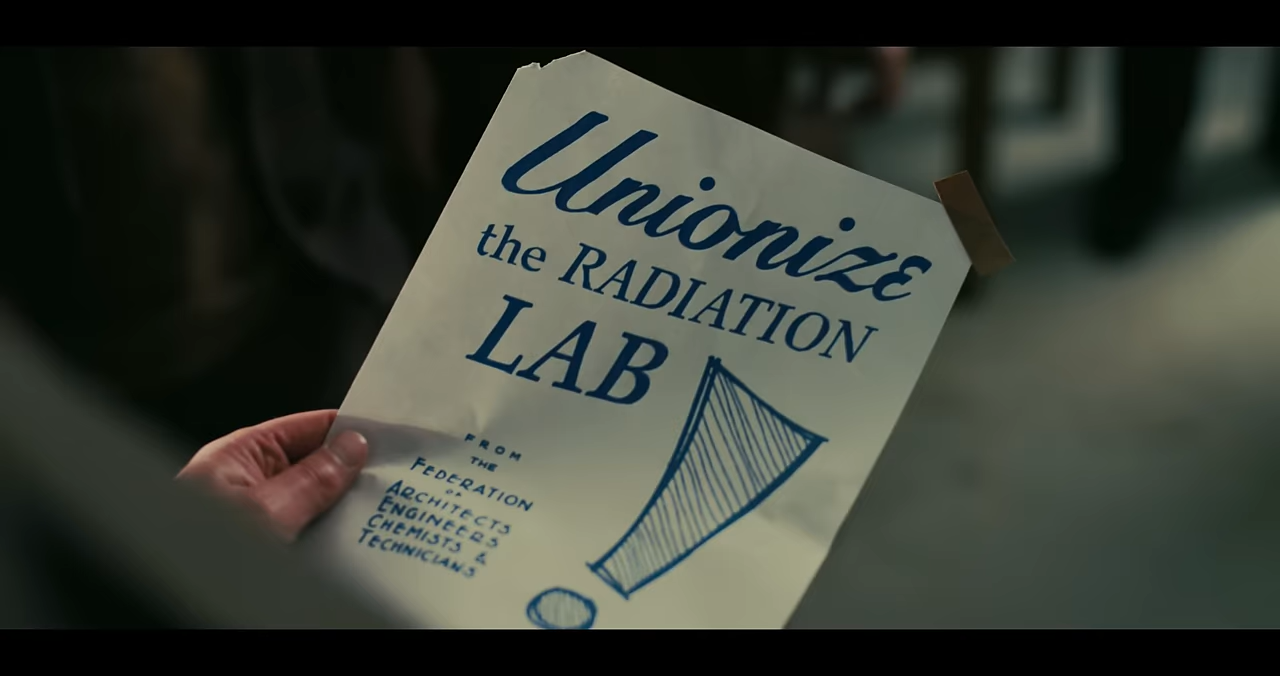 Unionize
the RADIATION
LAB!
FROM
THE
FEDERATION
OF
ARCHITECTS
ENGINEERS
CHEMISTS &
TECHNICIANS